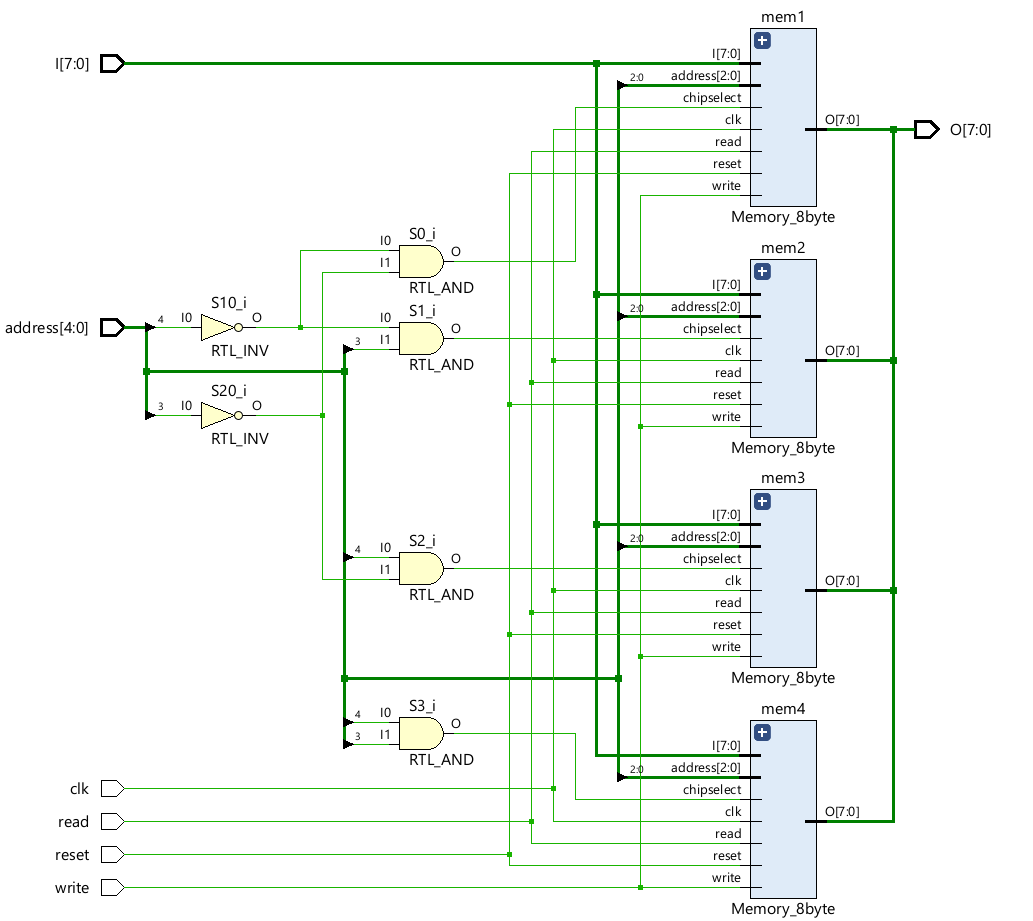 mem1
I[7:0]
I[7:0]
2:0
address[2:0]
chipselect
clk
O[7:0]
O[7:0]
read
reset
write
Memory_8byte
S0_i
I0
O
I1
RTL_AND
mem2
I[7:0]
2:0
address[2:0]
S10_i
S1_i
address[4:0]
4
I0
O
I0
O
chipselect
3
I1
RTL_INV
RTL_AND
clk
O[7:0]
read
S20_i
reset
3
I0
O
write
RTL_INV
Memory_8byte
mem3
I[7:0]
S2_i
2:0
address[2:0]
4
I0
O
chipselect
I1
clk
O[7:0]
RTL_AND
read
reset
write
Memory_8byte
S3_i
mem4
4
I0
O
3
I1
I[7:0]
RTL_AND
2:0
address[2:0]
clk
chipselect
clk
O[7:0]
read
read
reset
reset
write
write
Memory_8byte